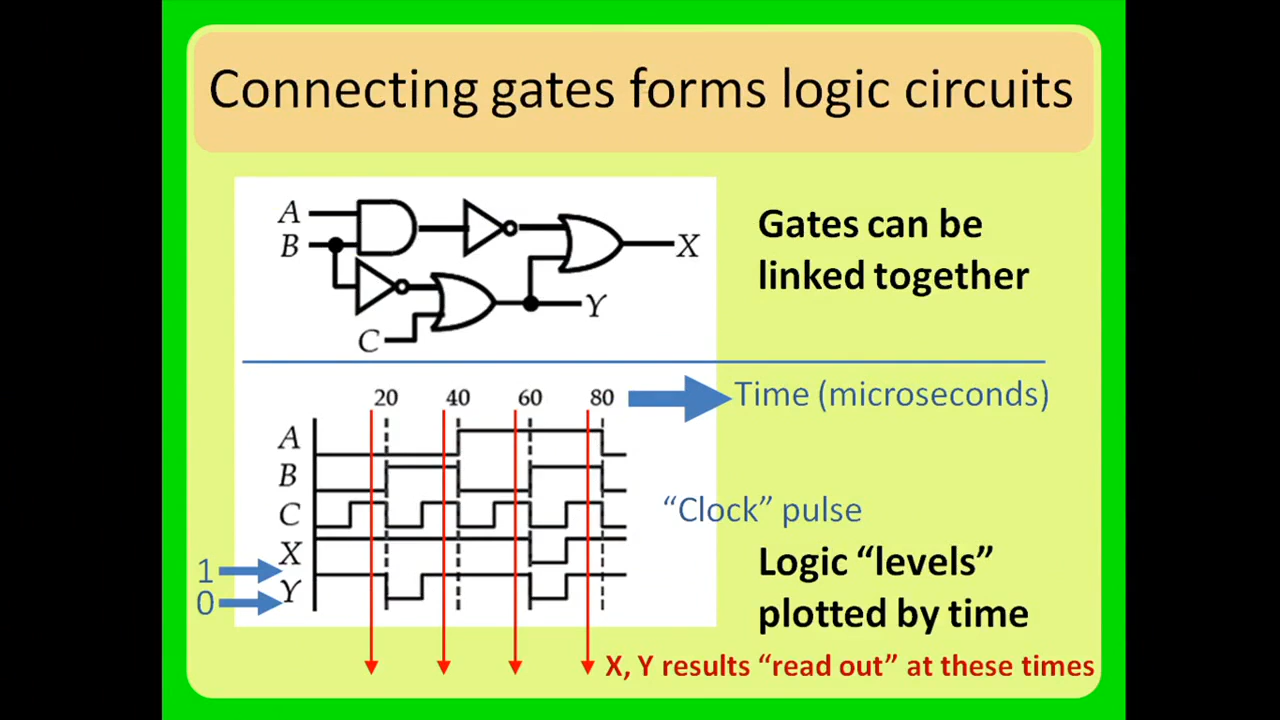 Connecting gates forms logic circuits
A
B
C
X
Y
Gates can be
linked together
20 40 60 80
Time (microseconds)
A
B
C
X
Y
1
0
“Clock” pulse
Logic “levels”
plotted by time
X, Y results “read out” at these times